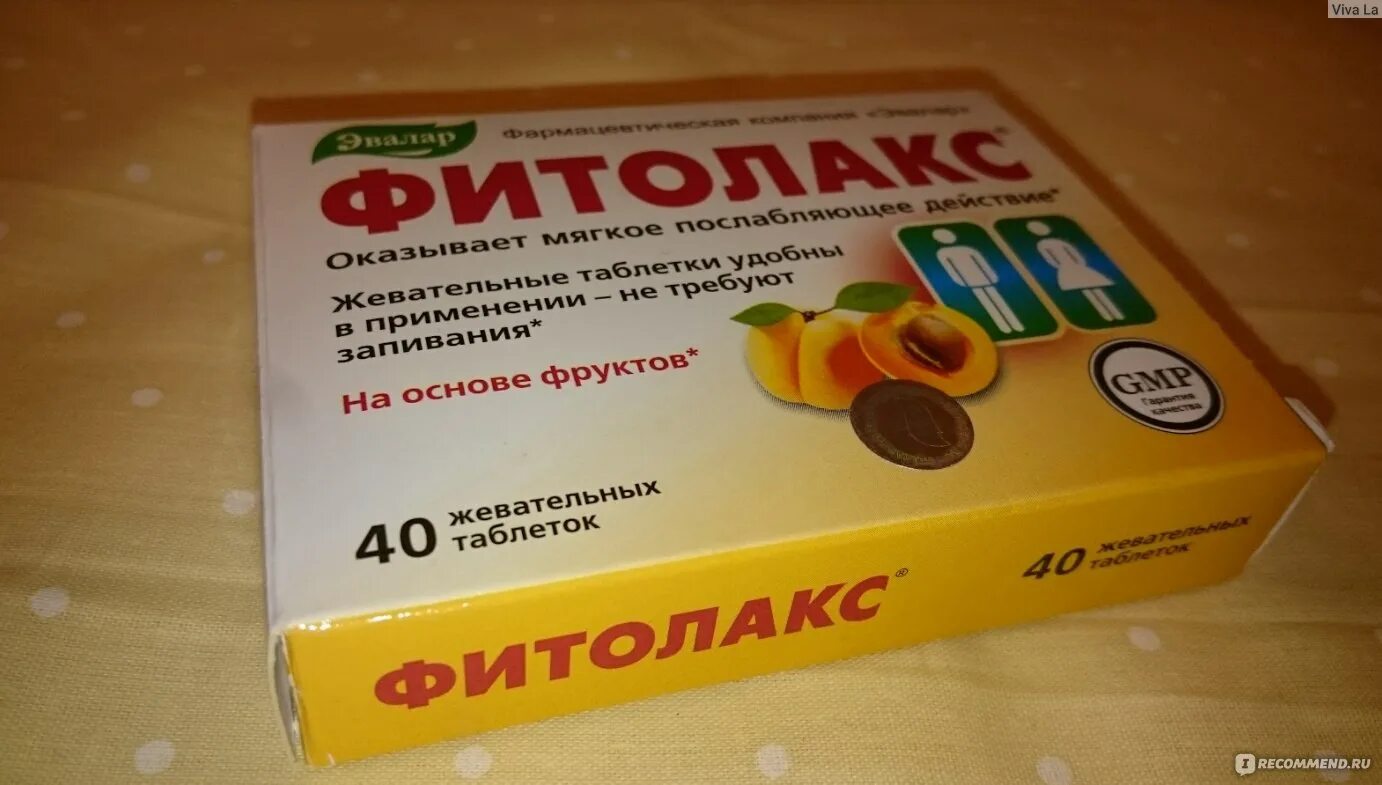 Viva La
Эвалар
Фармацевтическая компания «Эвалар»
ФИТОЛАКС®
Оказывает мягкое послабляющее действие*
Жевательные таблетки удобны
в применении – не требуют
запивания*
На основе фруктов*
GMP
Гарантия
качества
40 жевательных
таблеток
ФИТОЛАКС®
40 жевательных
таблеток
IRECOMMEND.RU